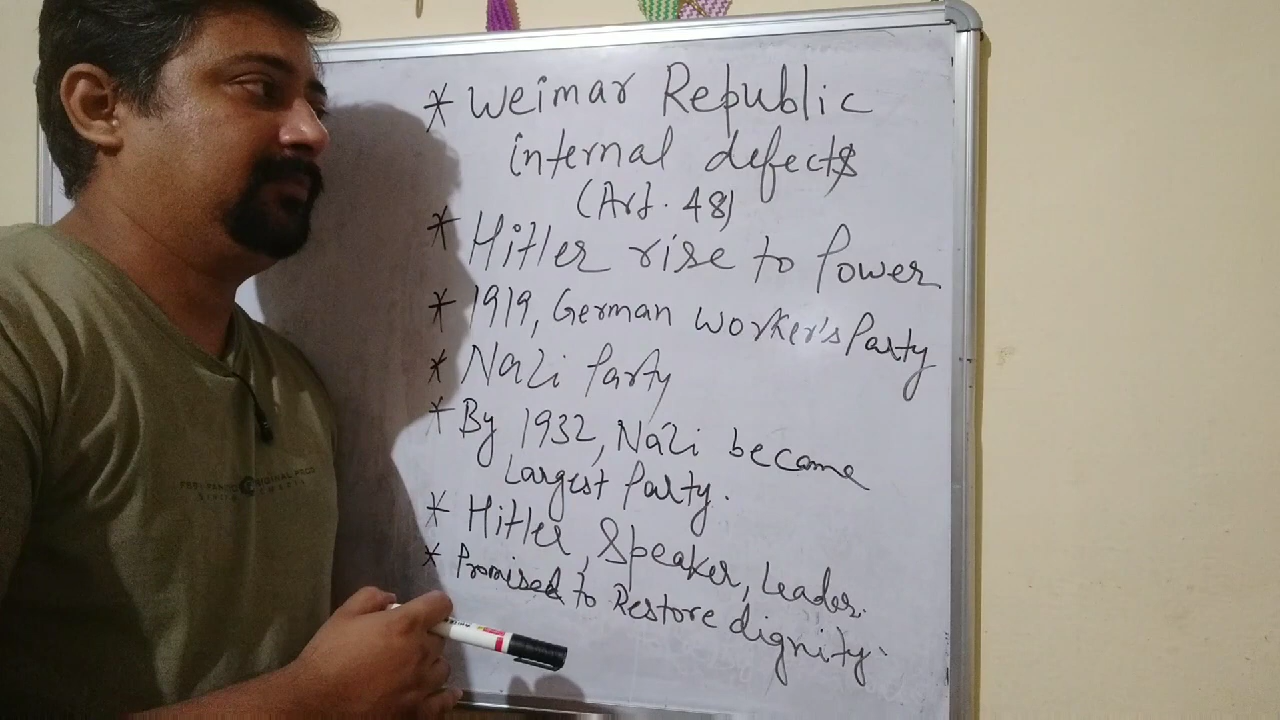 * Weimar Republic
internal defects
(Art. 48)
* Hitler rise to Power
* 1919, German Worker's Party
* Nazi Party
* By 1932, Nazi became
Largest Party.
* Hitler, Speaker, Leader.
* Promised to Restore dignity.